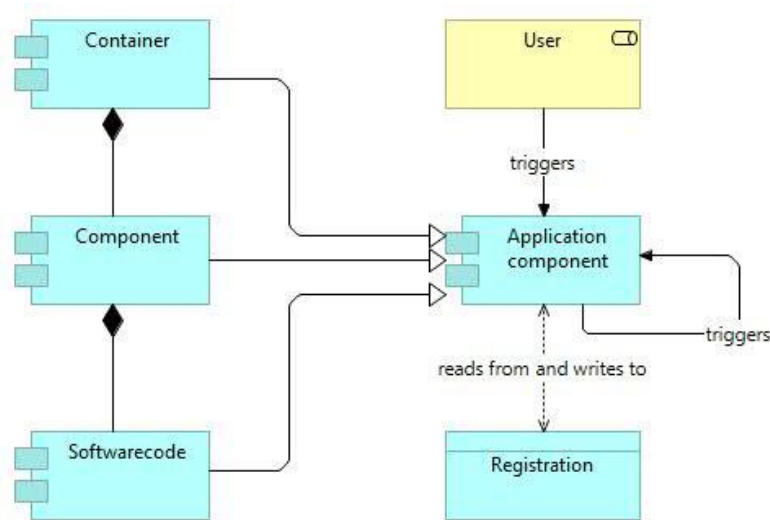 Container
User
triggers
Component
Application
component
triggers
reads from and writes to
Softwarecode
Registration